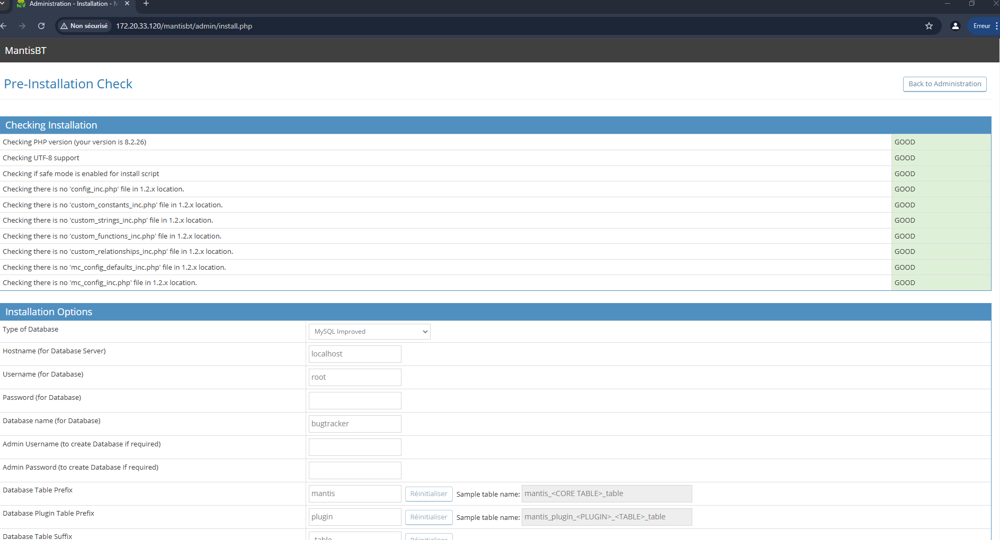 Administration - Installation - M
Non sécurisé 172.20.33.120/mantisbt/admin/install.php Erreur
MantisBT
Pre-Installation Check Back to Administration
Checking Installation
Checking PHP version (your version is 8.2.26) GOOD
Checking UTF-8 support GOOD
Checking if safe mode is enabled for install script GOOD
Checking there is no 'config_inc.php' file in 1.2.x location. GOOD
Checking there is no 'custom_constants_inc.php' file in 1.2.x location. GOOD
Checking there is no 'custom_strings_inc.php' file in 1.2.x location. GOOD
Checking there is no 'custom_functions_inc.php' file in 1.2.x location. GOOD
Checking there is no 'custom_relationships_inc.php' file in 1.2.x location. GOOD
Checking there is no 'mc_config_defaults_inc.php' file in 1.2.x location. GOOD
Checking there is no 'mc_config_inc.php' file in 1.2.x location. GOOD
Installation Options
Type of Database MySQL Improved
Hostname (for Database Server) localhost
Username (for Database) root
Password (for Database)
Database name (for Database) bugtracker
Admin Username (to create Database if required)
Admin Password (to create Database if required)
Database Table Prefix mantis Réinitialiser Sample table name: mantis_<CORE TABLE>_table
Database Plugin Table Prefix plugin Réinitialiser Sample table name: mantis_plugin_<PLUGIN>_<TABLE>_table
Database Table Suffix table Réinitialiser